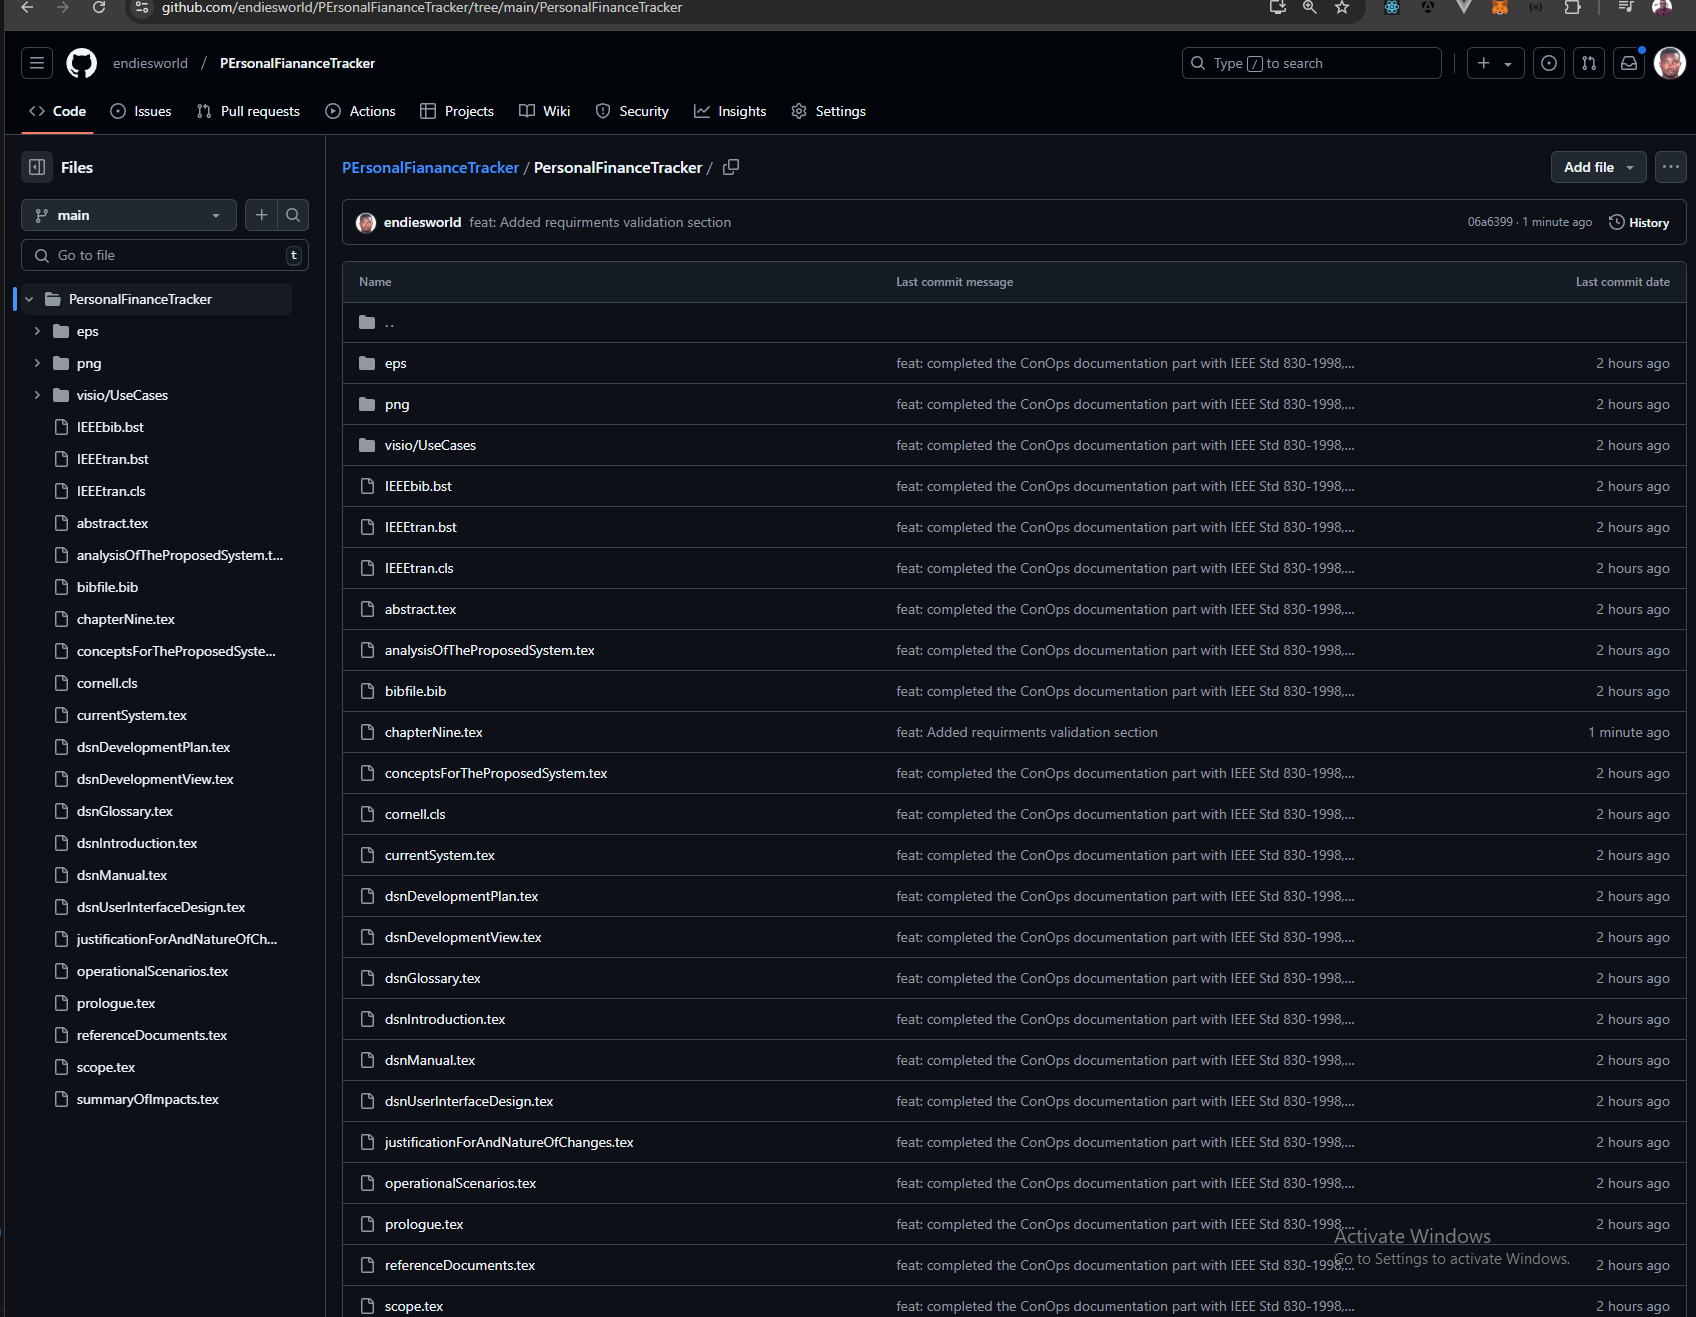 github.com/endiesworld/PErsonalFiananceTracker/tree/main/PersonalFinanceTracker
endiesworld / PErsonalFiananceTracker
Type / to search
Code Issues Pull requests Actions Projects Wiki Security Insights Settings
Files
main
Go to file t
PersonalFinanceTracker
eps
png
visio/UseCases
IEEEbib.bst
IEEEtran.bst
IEEEtran.cls
abstract.tex
analysisOfTheProposedSystem.t...
bibfile.bib
chapterNine.tex
conceptsForTheProposedSyste...
cornell.cls
currentSystem.tex
dsnDevelopmentPlan.tex
dsnDevelopmentView.tex
dsnGlossary.tex
dsnIntroduction.tex
dsnManual.tex
dsnUserInterfaceDesign.tex
justificationForAndNatureOfCh...
operationalScenarios.tex
prologue.tex
referenceDocuments.tex
scope.tex
summaryOfImpacts.tex
PErsonalFiananceTracker / PersonalFinanceTracker /
Add file
endiesworld feat: Added requirments validation section 06a6399 · 1 minute ago History
Name Last commit message Last commit date
..
eps feat: completed the ConOps documentation part with IEEE Std 830-1998,... 2 hours ago
png feat: completed the ConOps documentation part with IEEE Std 830-1998,... 2 hours ago
visio/UseCases feat: completed the ConOps documentation part with IEEE Std 830-1998,... 2 hours ago
IEEEbib.bst feat: completed the ConOps documentation part with IEEE Std 830-1998,... 2 hours ago
IEEEtran.bst feat: completed the ConOps documentation part with IEEE Std 830-1998,... 2 hours ago
IEEEtran.cls feat: completed the ConOps documentation part with IEEE Std 830-1998,... 2 hours ago
abstract.tex feat: completed the ConOps documentation part with IEEE Std 830-1998,... 2 hours ago
analysisOfTheProposedSystem.tex feat: completed the ConOps documentation part with IEEE Std 830-1998,... 2 hours ago
bibfile.bib feat: completed the ConOps documentation part with IEEE Std 830-1998,... 2 hours ago
chapterNine.tex feat: Added requirments validation section 1 minute ago
conceptsForTheProposedSystem.tex feat: completed the ConOps documentation part with IEEE Std 830-1998,... 2 hours ago
cornell.cls feat: completed the ConOps documentation part with IEEE Std 830-1998,... 2 hours ago
currentSystem.tex feat: completed the ConOps documentation part with IEEE Std 830-1998,... 2 hours ago
dsnDevelopmentPlan.tex feat: completed the ConOps documentation part with IEEE Std 830-1998,... 2 hours ago
dsnDevelopmentView.tex feat: completed the ConOps documentation part with IEEE Std 830-1998,... 2 hours ago
dsnGlossary.tex feat: completed the ConOps documentation part with IEEE Std 830-1998,... 2 hours ago
dsnIntroduction.tex feat: completed the ConOps documentation part with IEEE Std 830-1998,... 2 hours ago
dsnManual.tex feat: completed the ConOps documentation part with IEEE Std 830-1998,... 2 hours ago
dsnUserInterfaceDesign.tex feat: completed the ConOps documentation part with IEEE Std 830-1998,... 2 hours ago
justificationForAndNatureOfChanges.tex feat: completed the ConOps documentation part with IEEE Std 830-1998,... 2 hours ago
operationalScenarios.tex feat: completed the ConOps documentation part with IEEE Std 830-1998,... 2 hours ago
prologue.tex feat: completed the ConOps documentation part with IEEE Std 830-1998,... 2 hours ago
Activate Windows
Go to Settings to activate Windows.
referenceDocuments.tex feat: completed the ConOps documentation part with IEEE Std 830-1998,... 2 hours ago
scope.tex feat: completed the ConOps documentation part with IEEE Std 830-1998,... 2 hours ago